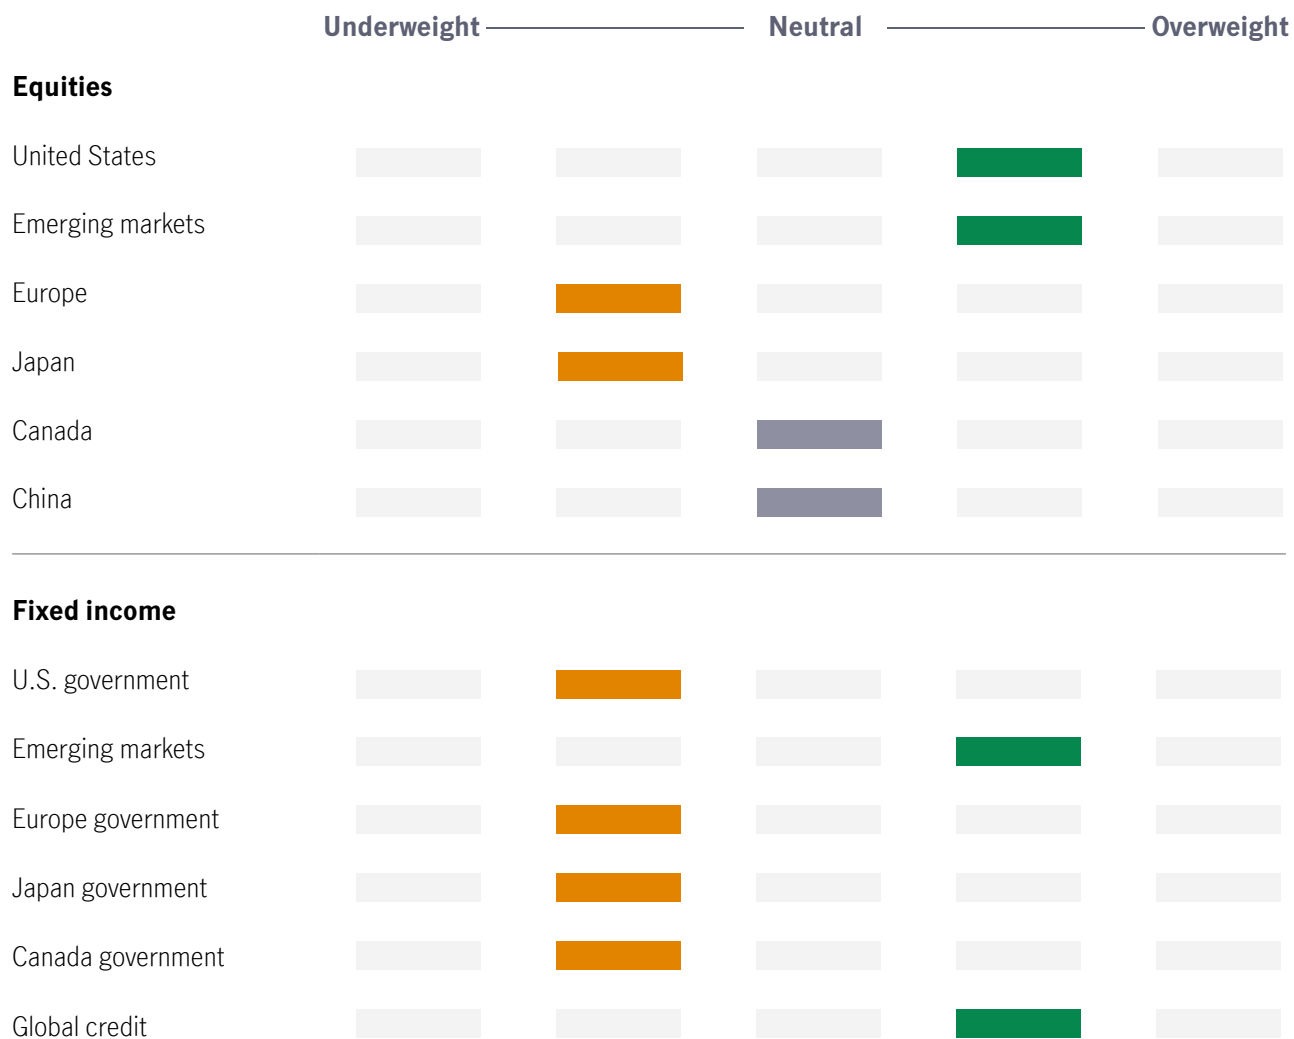 Underweight Neutral Overweight
Equities
United States
Emerging markets
Europe
Japan
Canada
China
Fixed income
U.S. government
Emerging markets
Europe government
Japan government
Canada government
Global credit